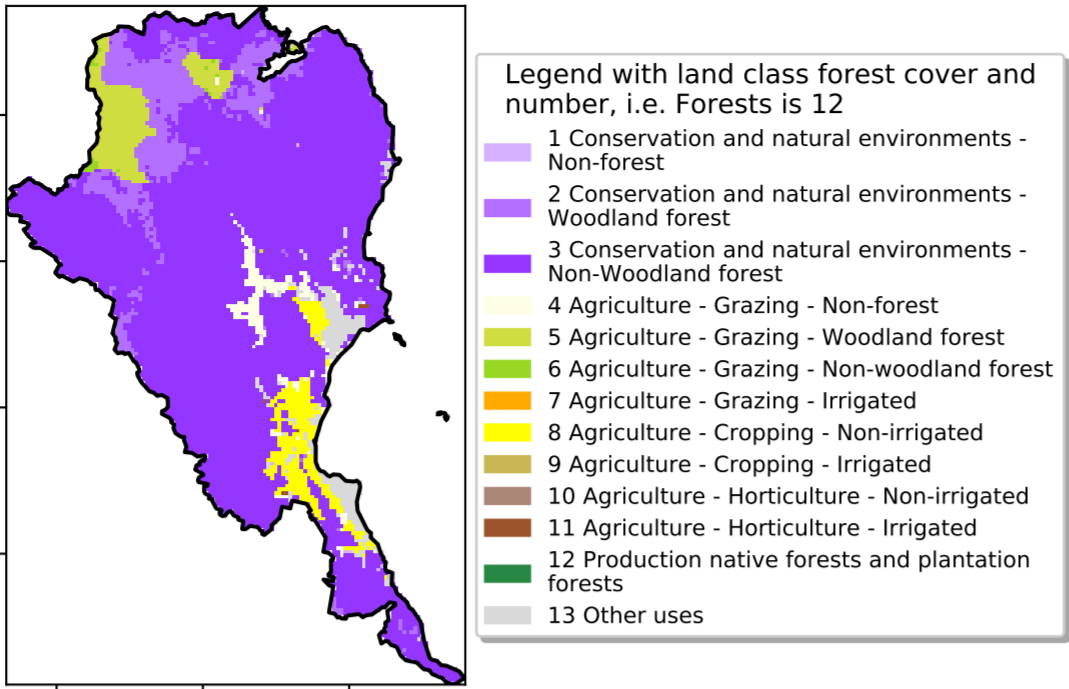 Legend with land class forest cover and
number, i.e. Forests is 12
1 Conservation and natural environments -
Non-forest
2 Conservation and natural environments -
Woodland forest
3 Conservation and natural environments -
Non-Woodland forest
4 Agriculture - Grazing - Non-forest
5 Agriculture - Grazing - Woodland forest
6 Agriculture - Grazing - Non-woodland forest
7 Agriculture - Grazing - Irrigated
8 Agriculture - Cropping - Non-irrigated
9 Agriculture - Cropping - Irrigated
10 Agriculture - Horticulture - Non-irrigated
11 Agriculture - Horticulture - Irrigated
12 Production native forests and plantation
forests
13 Other uses